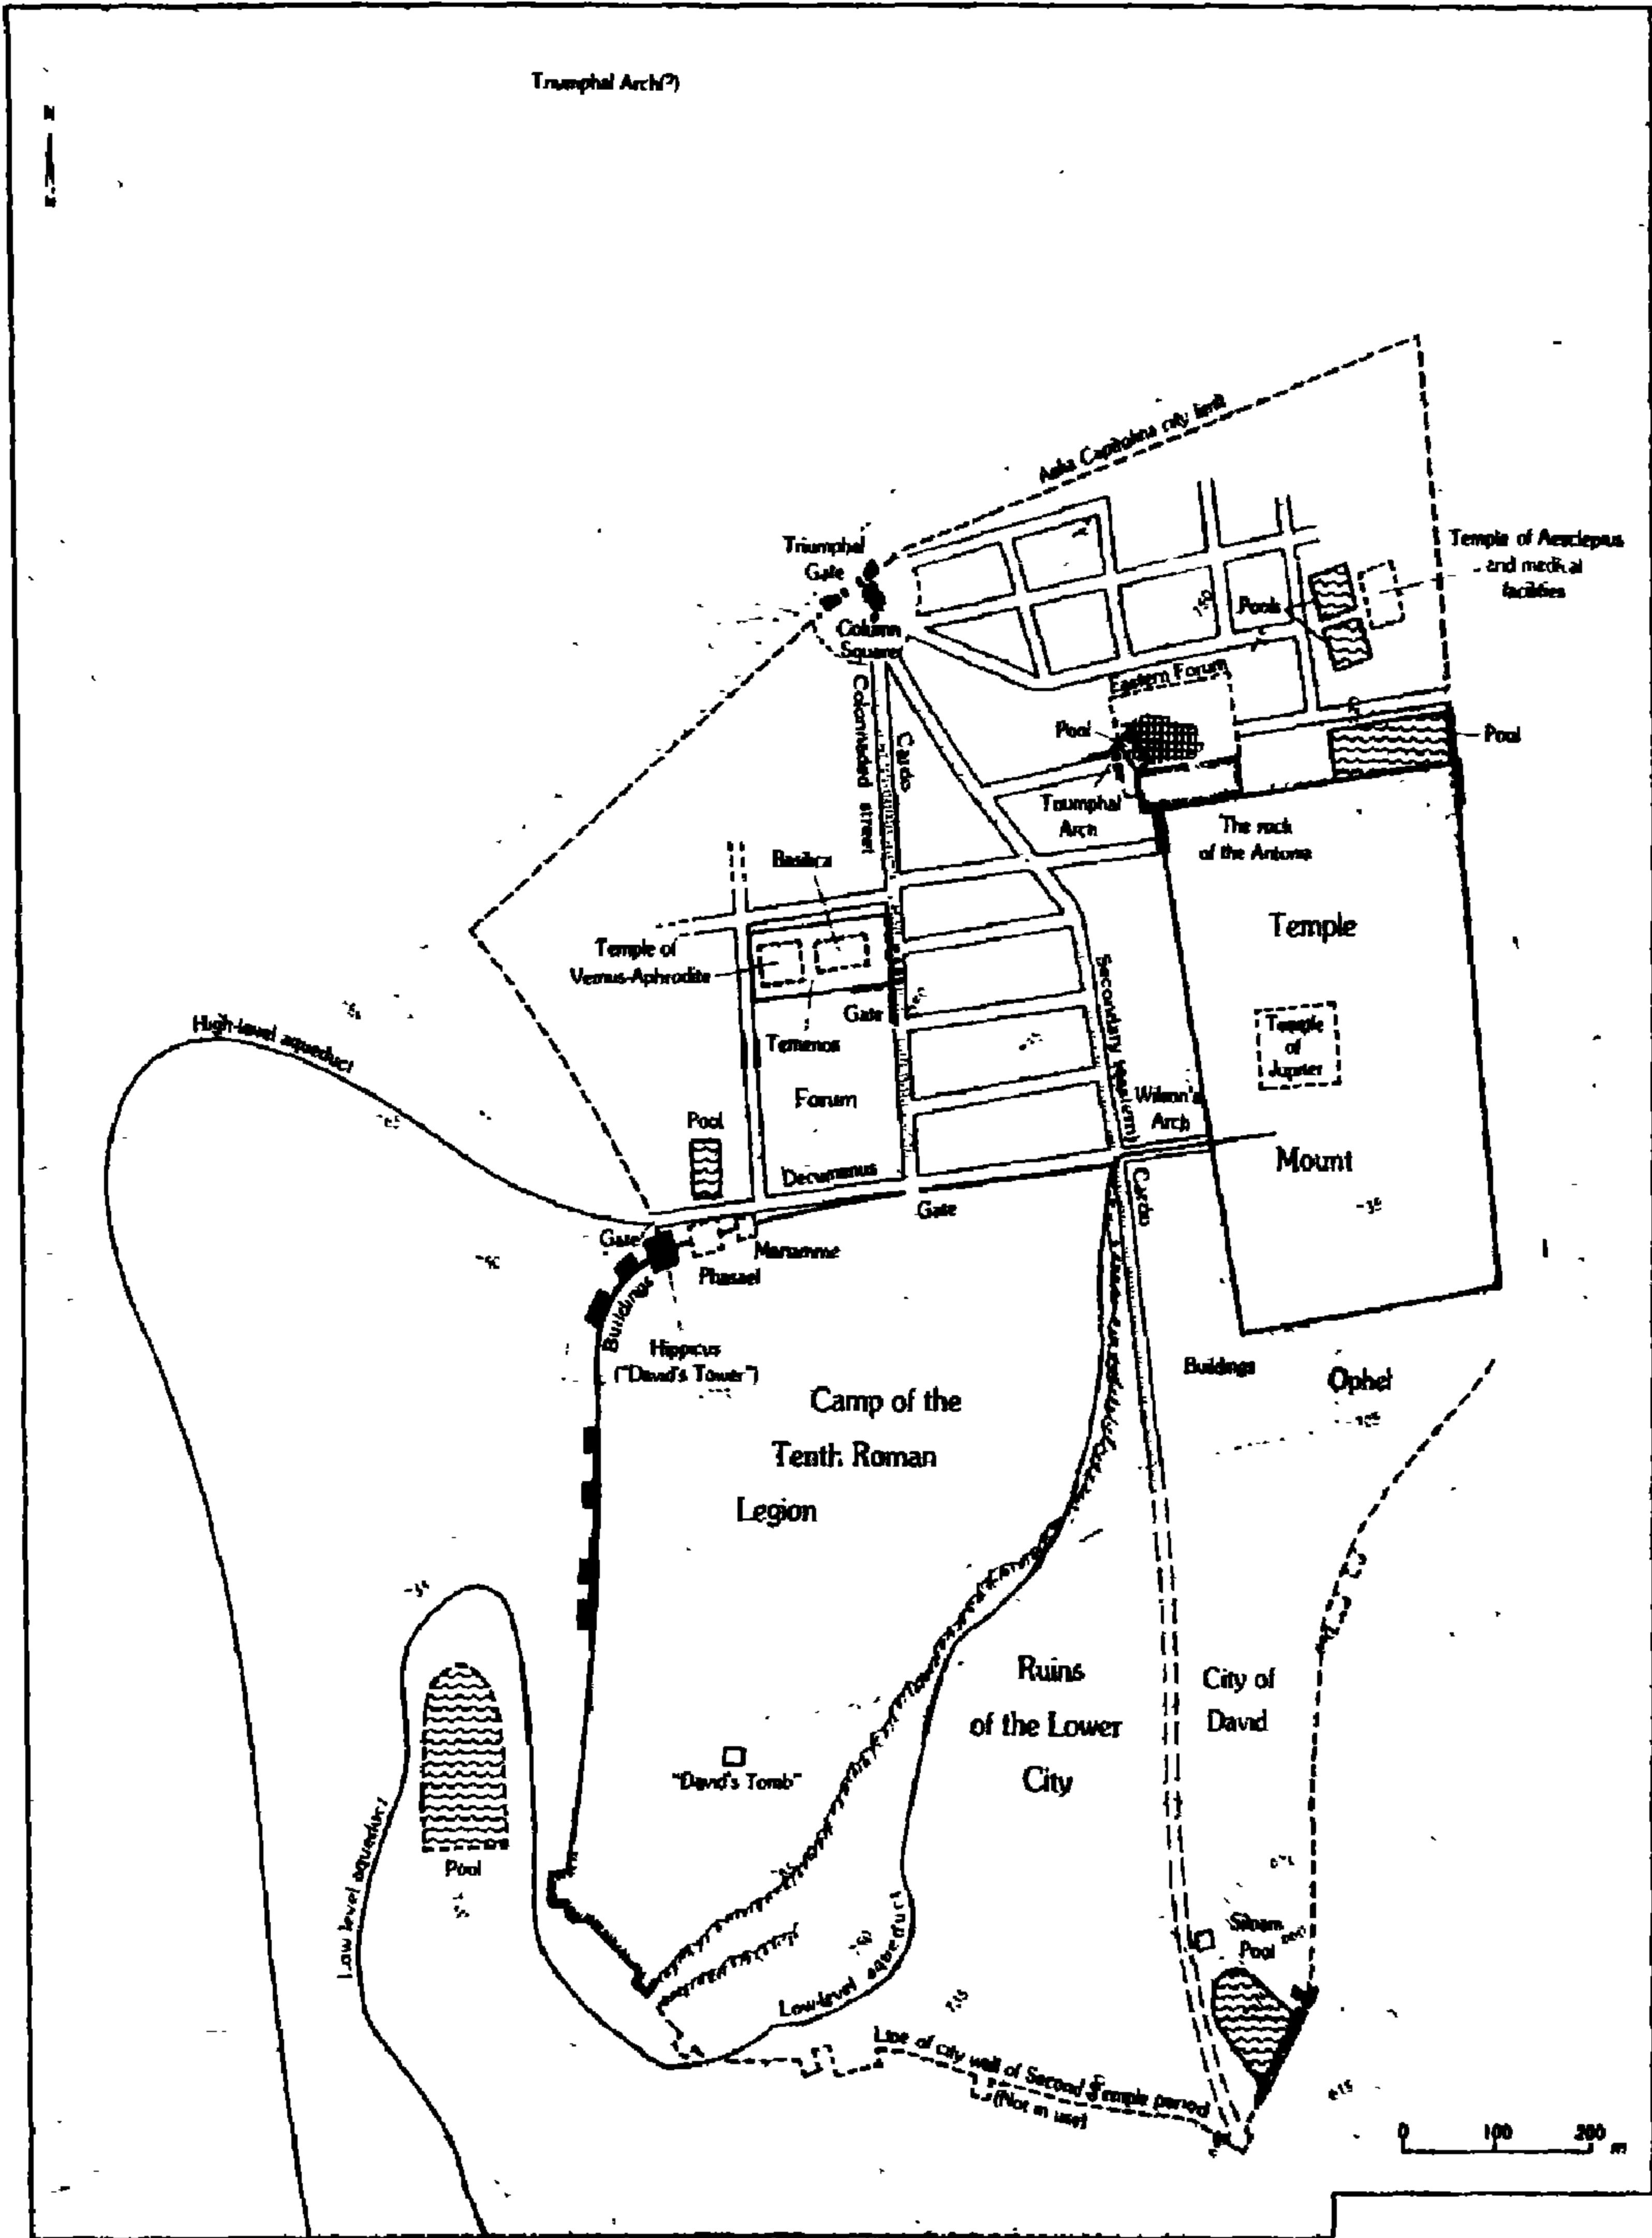 Triumphal Arch(?)
Aelia Capitolina city limit
Triumphal
Gate
Temple of Aesclepius
and medical
facilities
Pools
Column
Square
Eastern Forum
Colonnaded street
Cardo
Pool
Pool
Triumphal
Arch
The rock
of the Antonia
Basilica
Temple
Temple of
Venus-Aphrodite
Secondary
Gate
High-level aqueduct
Temenos
Temple
of
Jupiter
Forum
Wilson's
Arch
Pool
Mount
Decumanus
Cardo
Gate
Gate
Mariamme
Phasael
Buildings
Hippicus
("David's Tower")
Buildings
Ophel
Camp of the
Tenth Roman
Legion
Ruins
of the Lower
City
City of
David
"David's Tomb"
Pool
Low level aqueduct
Siloam
Pool
Low-level aqueduct
Line of city wall of Second Temple period
(Not in use)
0 100 200 m